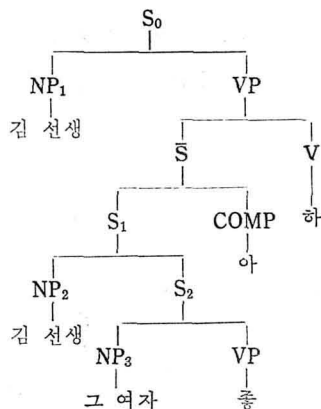 S₀
NP₁ VP
김 선생 S̅ V
S₁ COMP 하
아
NP₂ S₂
김 선생 NP₃ VP
그 여자 좋